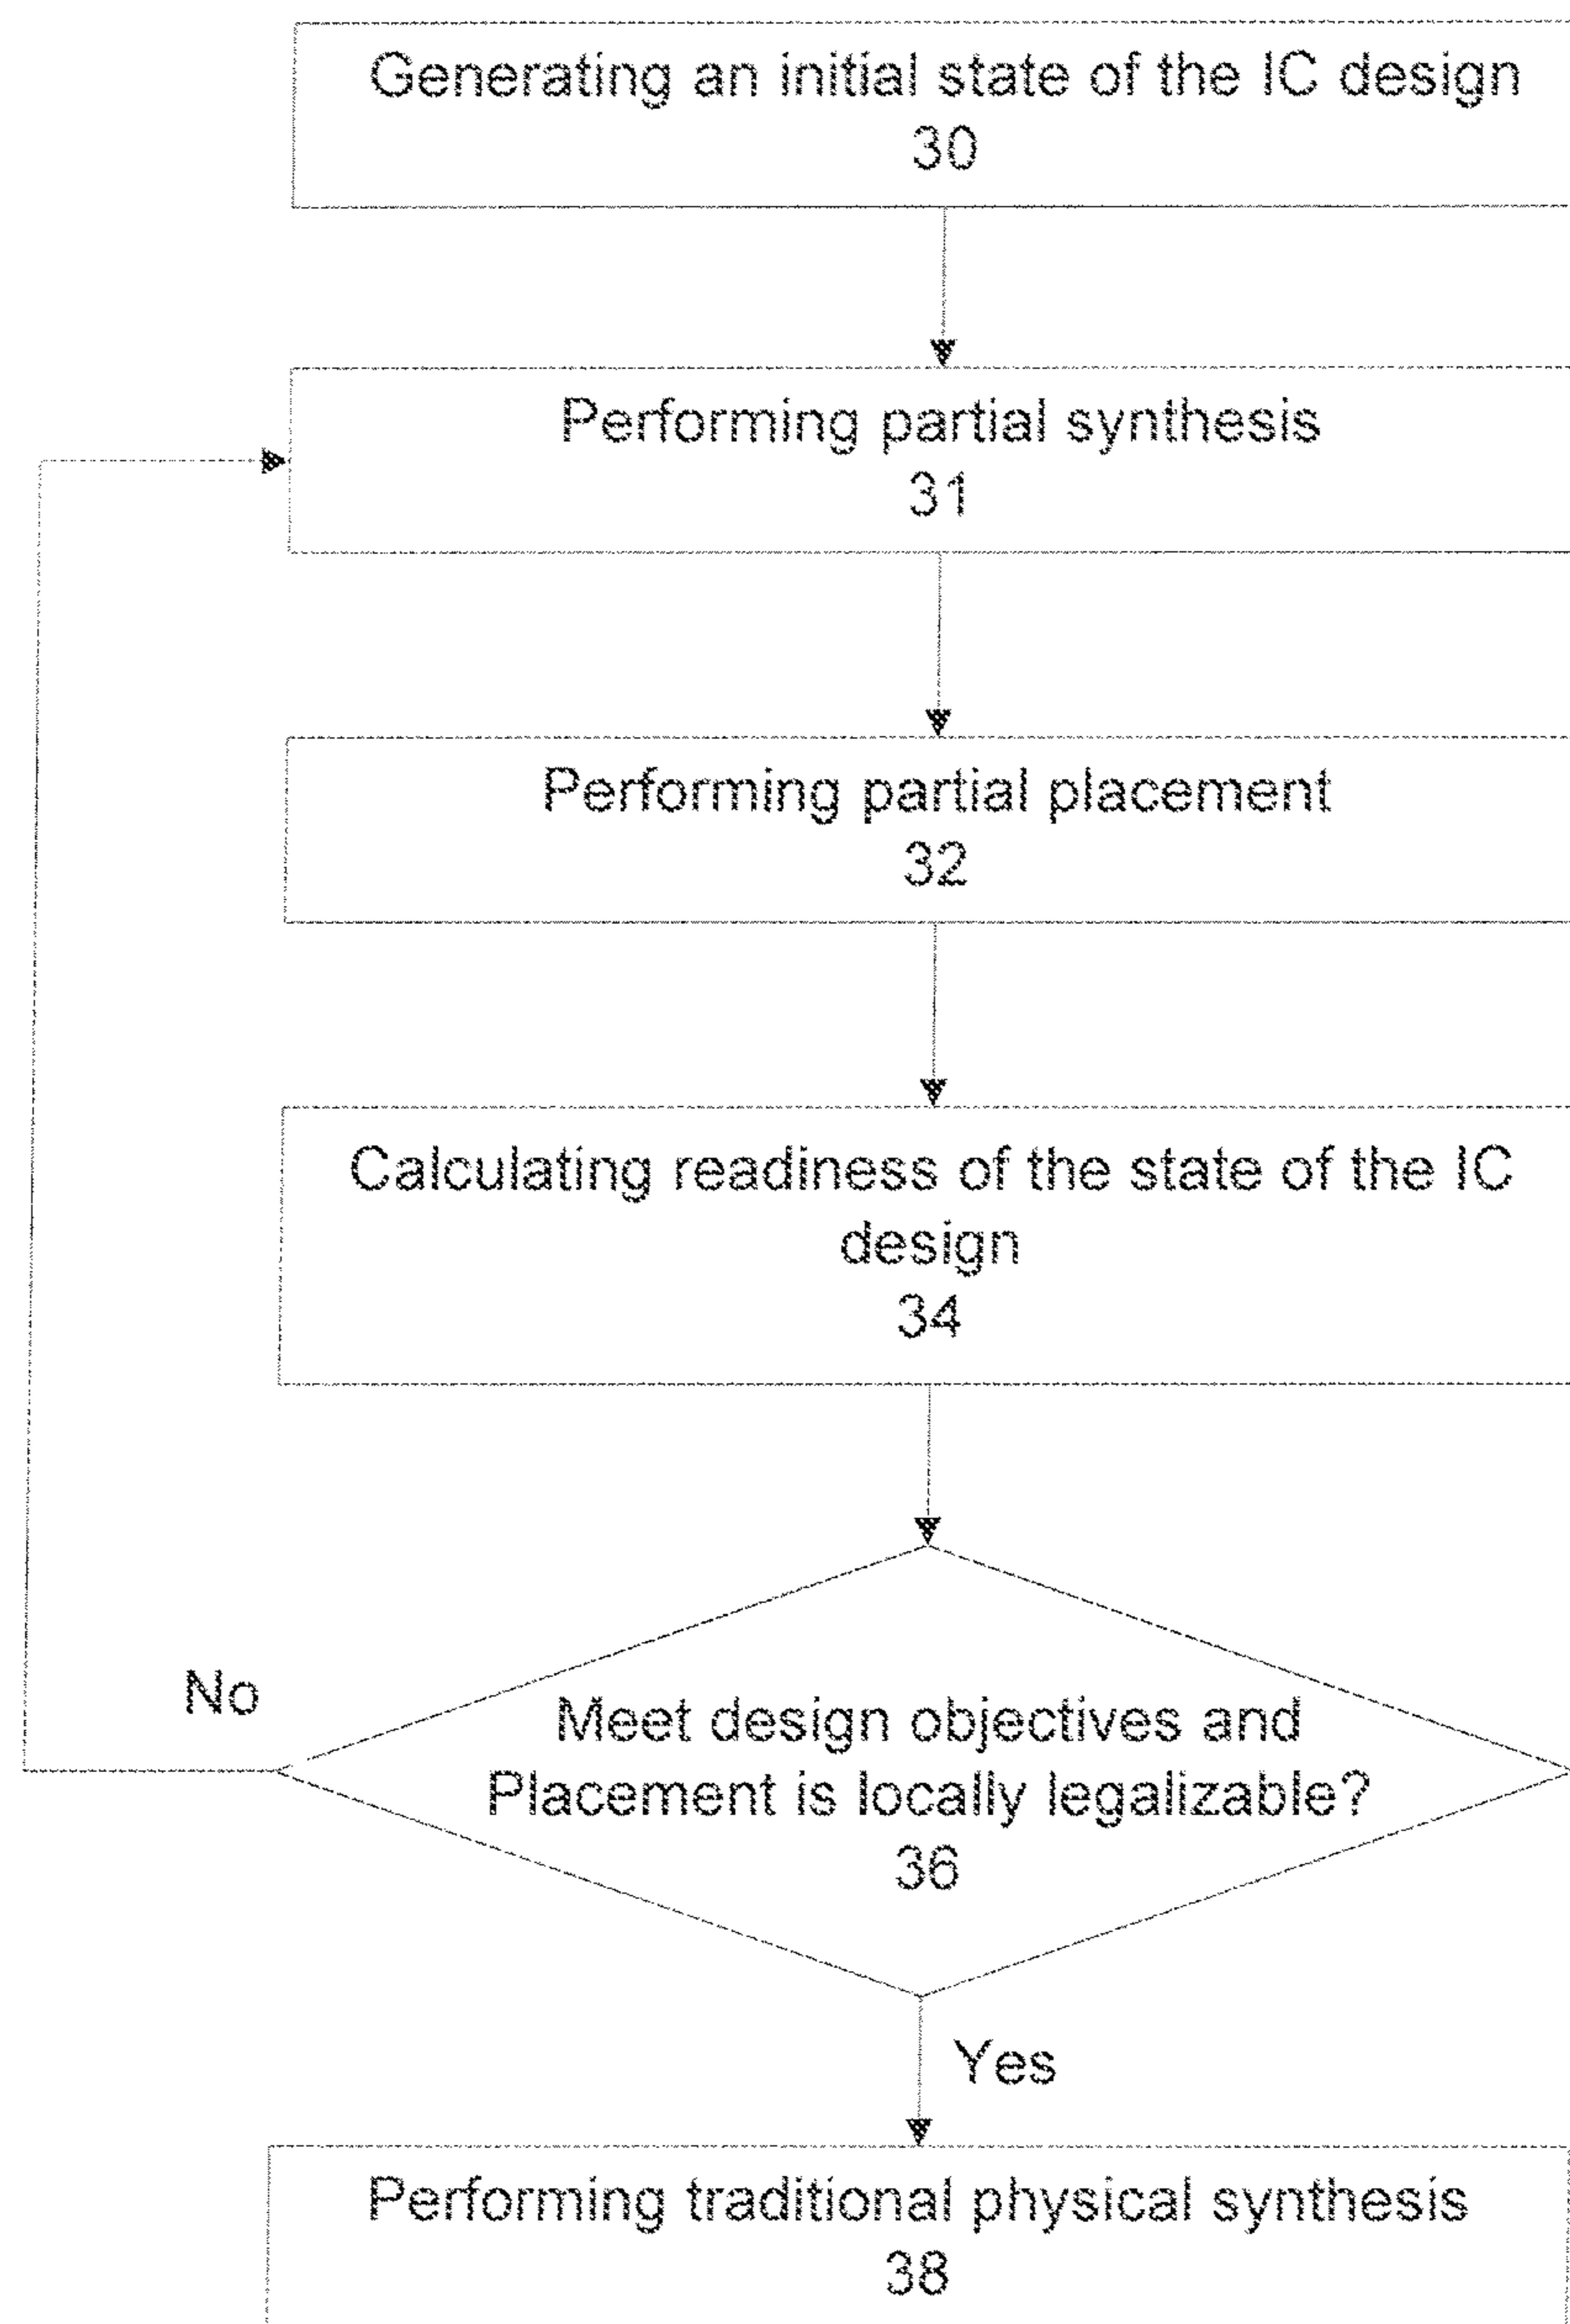 Generating an initial state of the IC design
30
Performing partial synthesis
31
Performing partial placement
32
Calculating readiness of the state of the IC
design
34
No
Meet design objectives and
Placement is locally legalizable?
36
Yes
Performing traditional physical synthesis
38